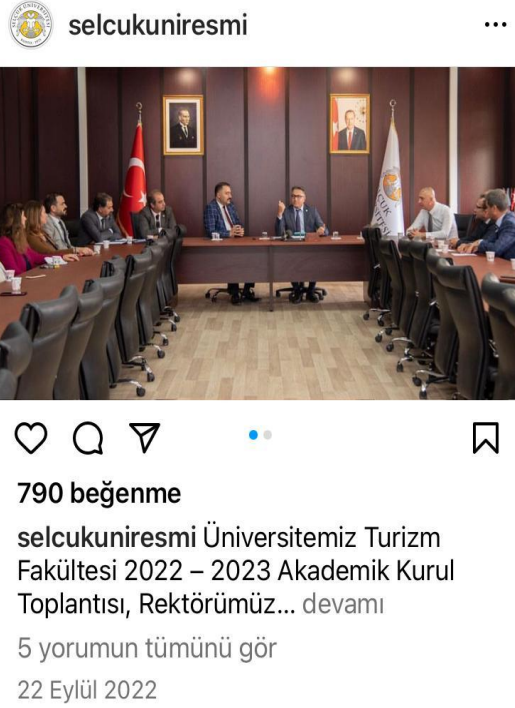 selcukuniresmi
790 beğenme
selcukuniresmi Üniversitemiz Turizm
Fakültesi 2022 – 2023 Akademik Kurul
Toplantısı, Rektörümüz... devamı
5 yorumun tümünü gör
22 Eylül 2022